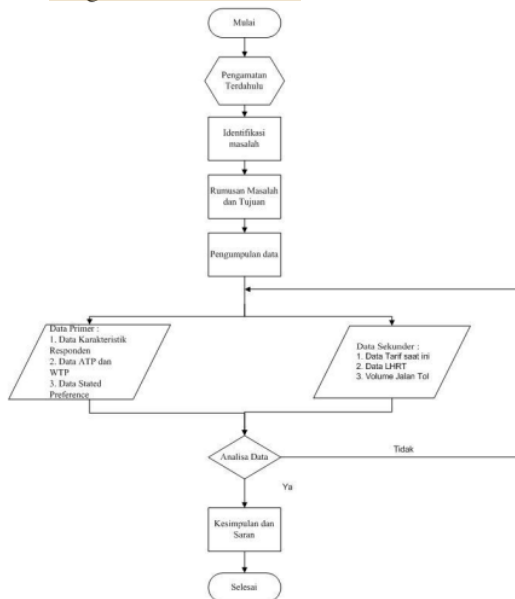 Mulai
Pengamatan
Terdahulu
Identifikasi
masalah
Rumusan Masalah
dan Tujuan
Pengumpulan data
Data Primer :
1. Data Karakteristik
Responden
2. Data ATP dan
WTP
3. Data Stated
Preference
Data Sekunder :
1. Data Tarif saat ini
2. Data LHRT
3. Volume Jalan Tol
Analisa Data
Tidak
Ya
Kesimpulan dan
Saran
Selesai